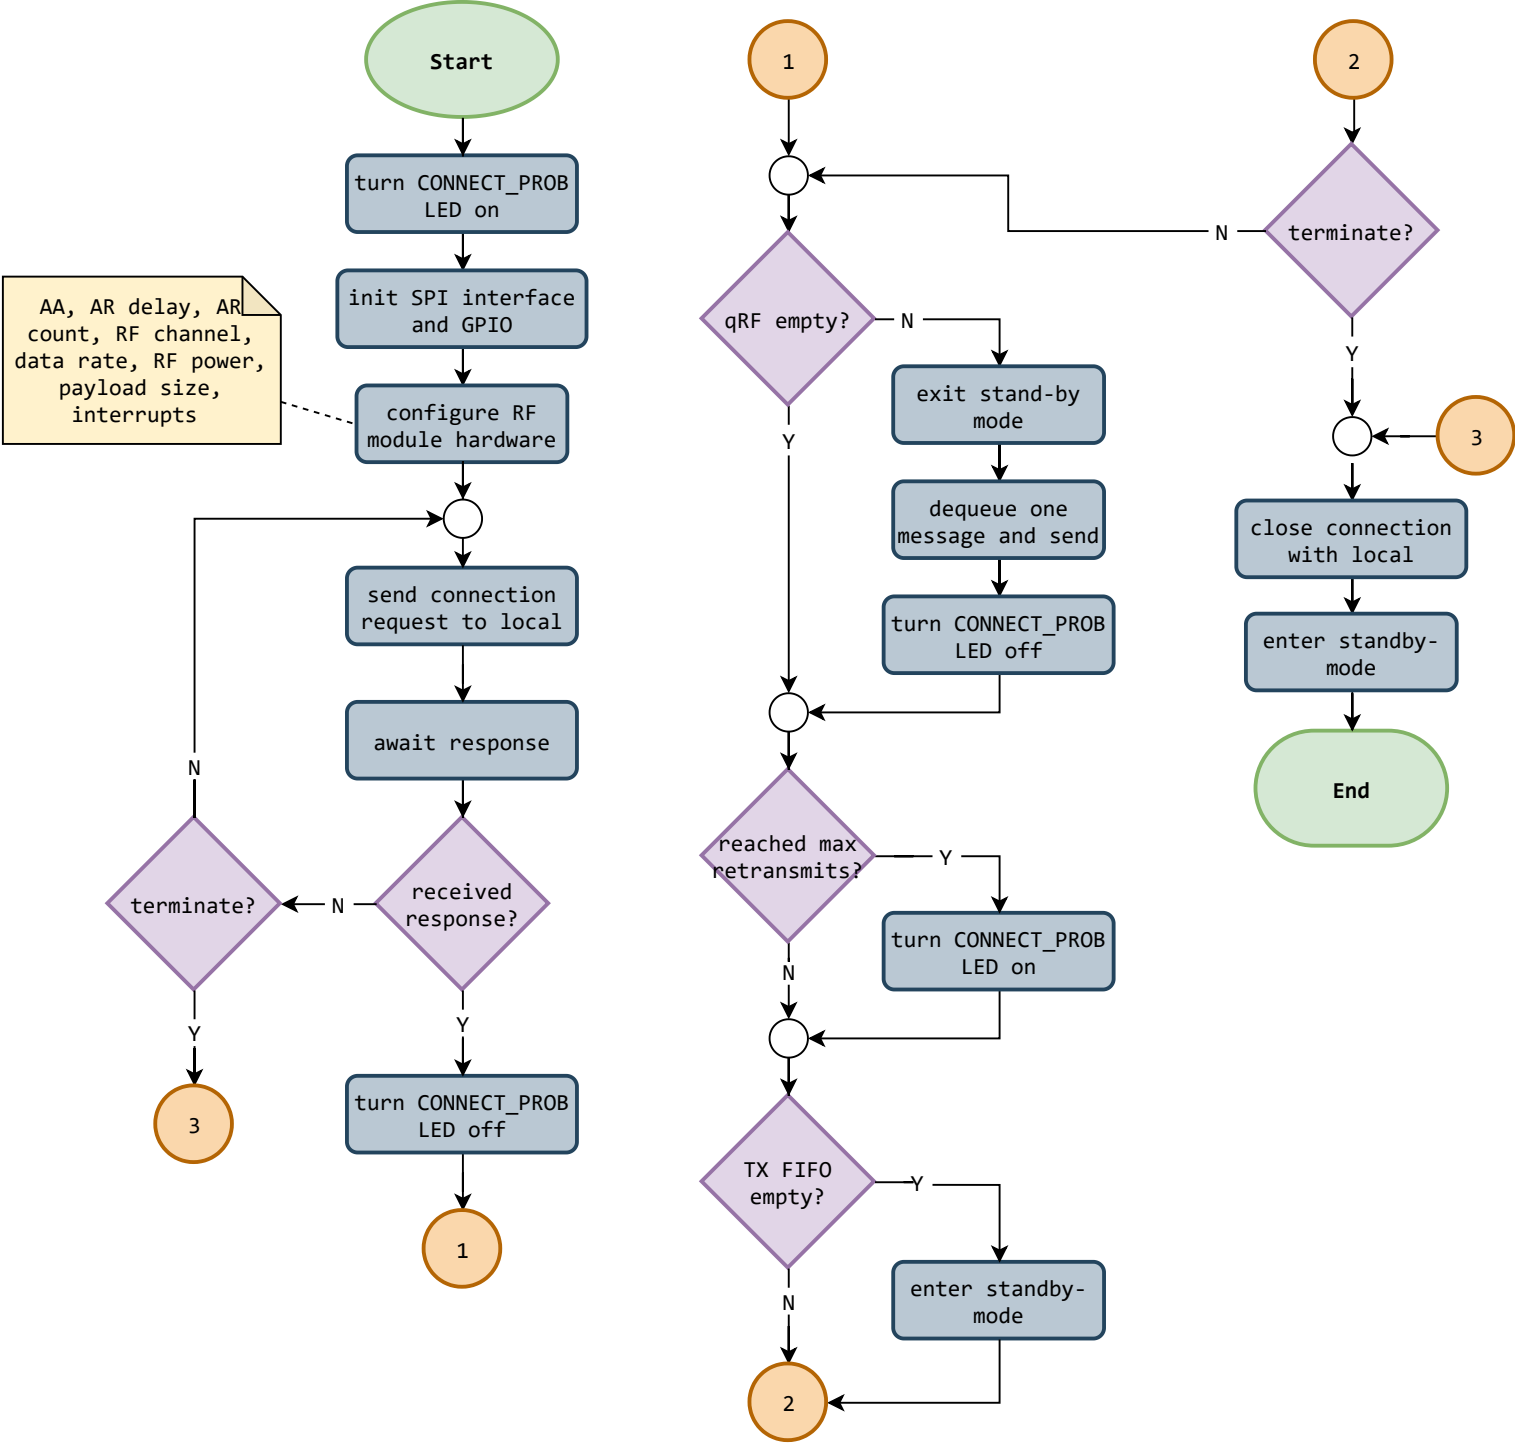 Start
turn CONNECT_PROB
LED on
init SPI interface
and GPIO
AA, AR delay, AR
count, RF channel,
data rate, RF power,
payload size,
interrupts
configure RF
module hardware
send connection
request to local
await response
N
terminate?
N
received
response?
Y
Y
3
turn CONNECT_PROB
LED off
1
1
qRF empty?
N
exit stand-by
mode
Y
dequeue one
message and send
turn CONNECT_PROB
LED off
reached max
retransmits?
Y
turn CONNECT_PROB
LED on
N
TX FIFO
empty?
Y
enter standby-
mode
N
2
2
terminate?
N
Y
3
close connection
with local
enter standby-
mode
End